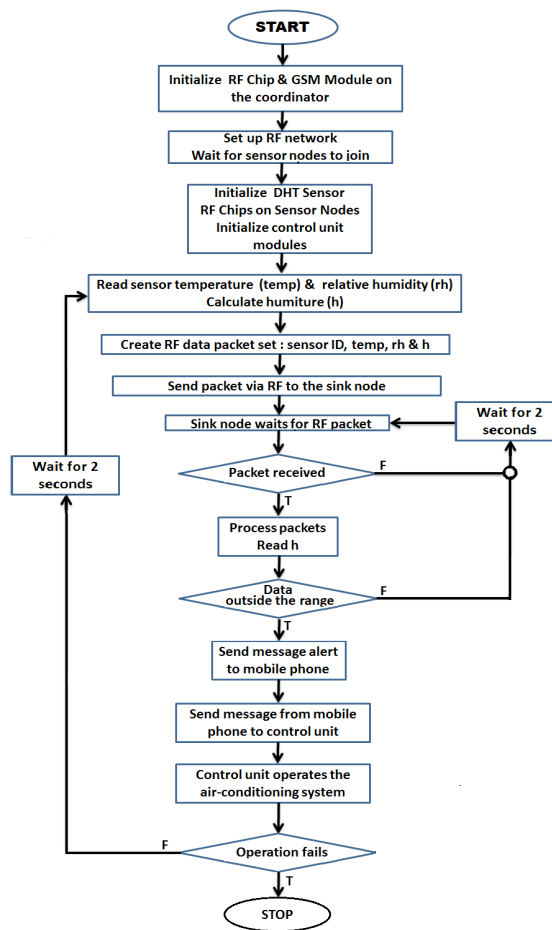 START
Initialize RF Chip & GSM Module on
the coordinator
Set up RF network
Wait for sensor nodes to join
Initialize DHT Sensor
RF Chips on Sensor Nodes
Initialize control unit
modules
Read sensor temperature (temp) & relative humidity (rh)
Calculate humiture (h)
Create RF data packet set : sensor ID, temp, rh & h
Send packet via RF to the sink node
Sink node waits for RF packet
Wait for 2
seconds
Wait for 2
seconds
Packet received
F
T
Process packets
Read h
Data
outside the range
F
T
Send message alert
to mobile phone
Send message from mobile
phone to control unit
Control unit operates the
air-conditioning system
F
Operation fails
T
STOP